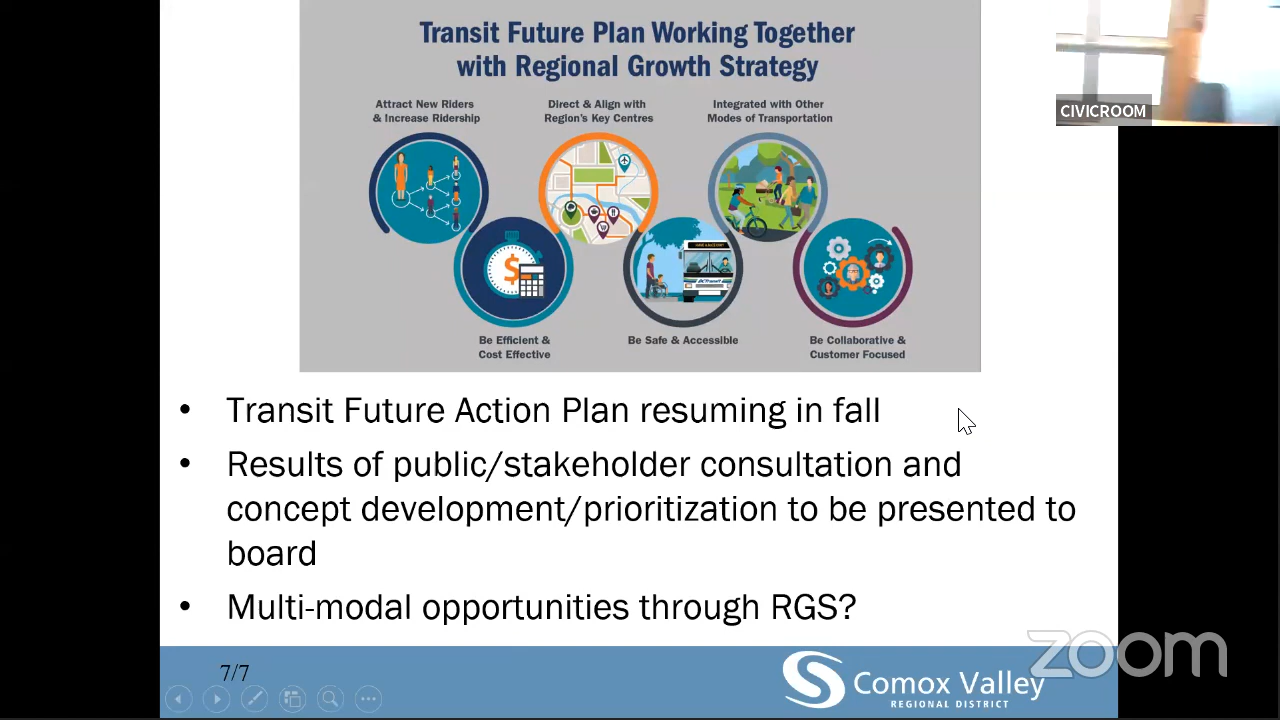 Transit Future Plan Working Together
with Regional Growth Strategy
CIVICROOM
Attract New Riders
& Increase Ridership
Direct & Align with
Region's Key Centres
Integrated with Other
Modes of Transportation
Be Efficient &
Cost Effective
Be Safe & Accessible
Be Collaborative &
Customer Focused
• Transit Future Action Plan resuming in fall
• Results of public/stakeholder consultation and
concept development/prioritization to be presented to
board
• Multi-modal opportunities through RGS?
7/7
Comox Valley
REGIONAL DISTRICT
zoom
$
BC Transit